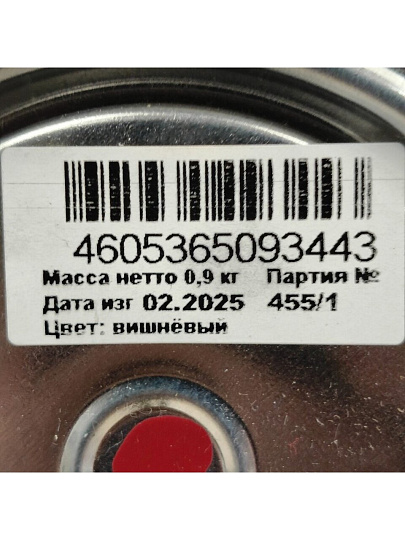 4605365093443
Масса нетто 0,9 кг Партия №
Дата изг 02.2025 455/1
Цвет: вишнёвый